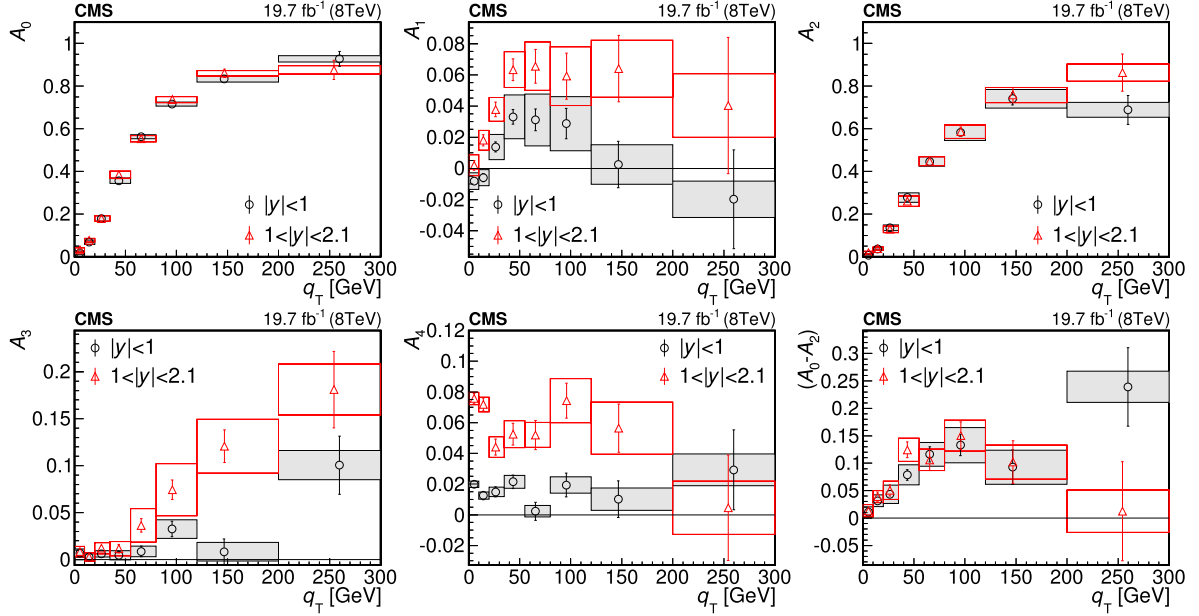 CMS 19.7 fb⁻¹ (8TeV)
A₀
1
0.8
0.6
0.4
0.2
0
|y|<1
1<|y|<2.1
0 50 100 150 200 250 300
q_T [GeV]
CMS 19.7 fb⁻¹ (8TeV)
A₁
0.08
0.06
0.04
0.02
0
-0.02
-0.04
|y|<1
1<|y|<2.1
0 50 100 150 200 250 300
q_T [GeV]
CMS 19.7 fb⁻¹ (8TeV)
A₂
1
0.8
0.6
0.4
0.2
0
|y|<1
1<|y|<2.1
0 50 100 150 200 250 300
q_T [GeV]
CMS 19.7 fb⁻¹ (8TeV)
A₃
|y|<1
1<|y|<2.1
0.2
0.15
0.1
0.05
0
0 50 100 150 200 250 300
q_T [GeV]
CMS 19.7 fb⁻¹ (8TeV)
A₄
|y|<1
1<|y|<2.1
0.12
0.1
0.08
0.06
0.04
0.02
0
-0.02
0 50 100 150 200 250 300
q_T [GeV]
CMS 19.7 fb⁻¹ (8TeV)
(A₀-A₂)
|y|<1
1<|y|<2.1
0.3
0.25
0.2
0.15
0.1
0.05
0
-0.05
0 50 100 150 200 250 300
q_T [GeV]